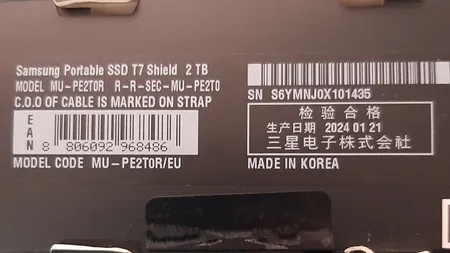 Samsung Portable SSD T7 Shield 2 TB
MODEL MU-PE2T0R R-R-SEC-MU-PE2T0
C.O.O OF CABLE IS MARKED ON STRAP
EAN
8 806092 968486
MODEL CODE MU-PE2T0R/EU
SN S6YMNJ0X101435
检验合格
生产日期 2024 01 21
三星电子株式会社
MADE IN KOREA